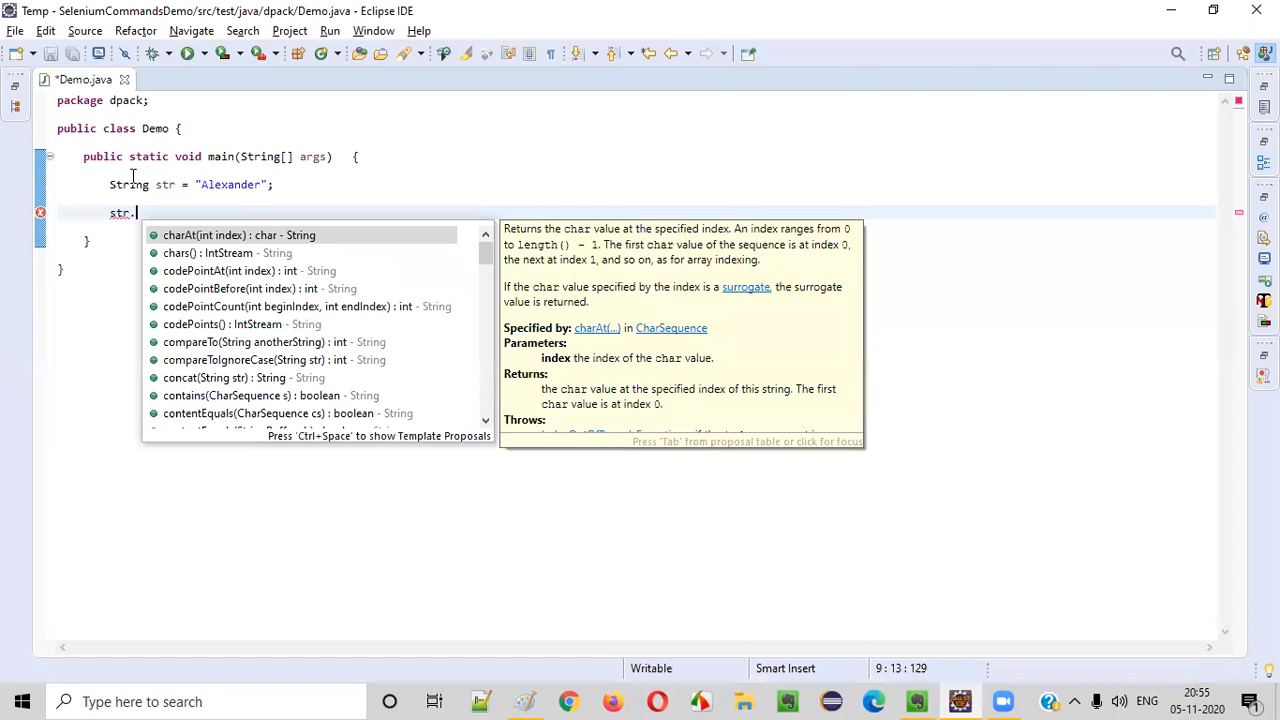 Temp - SeleniumCommandsDemo/src/test/java/dpack/Demo.java - Eclipse IDE
File Edit Source Refactor Navigate Search Project Run Window Help
*Demo.java
package dpack;
public class Demo {
public static void main(String[] args) {
String str = "Alexander";
str.
}
}
charAt(int index) : char - String
chars() : IntStream - String
codePointAt(int index) : int - String
codePointBefore(int index) : int - String
codePointCount(int beginIndex, int endIndex) : int - String
codePoints() : IntStream - String
compareTo(String anotherString) : int - String
compareToIgnoreCase(String str) : int - String
concat(String str) : String - String
contains(CharSequence s) : boolean - String
contentEquals(CharSequence cs) : boolean - String
Press 'Ctrl+Space' to show Template Proposals
Returns the char value at the specified index. An index ranges from 0
to length() - 1. The first char value of the sequence is at index 0,
the next at index 1, and so on, as for array indexing.
If the char value specified by the index is a surrogate, the surrogate
value is returned.
Specified by: charAt(...) in CharSequence
Parameters:
index the index of the char value.
Returns:
the char value at the specified index of this string. The first
char value is at index 0.
Throws:
Press 'Tab' from proposal table or click for focus
Writable Smart Insert 9 : 13 : 129
Type here to search
ENG
20:55
05-11-2020